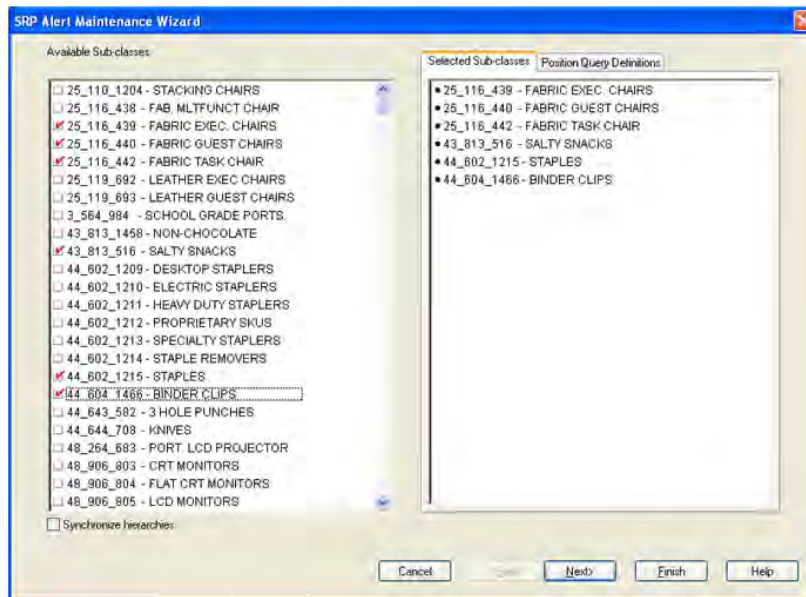 SRP Alert Maintenance Wizard
Available Sub-classes
25_110_1204 - STACKING CHAIRS
25_116_438 - FAB. MLTFUNCT CHAIR
25_116_439 - FABRIC EXEC. CHAIRS
25_116_440 - FABRIC GUEST CHAIRS
25_116_442 - FABRIC TASK CHAIR
25_119_692 - LEATHER EXEC CHAIRS
25_119_693 - LEATHER GUEST CHAIRS
3_564_984 - SCHOOL GRADE PORTS.
43_813_1458 - NON-CHOCOLATE
43_813_516 - SALTY SNACKS
44_602_1209 - DESKTOP STAPLERS
44_602_1210 - ELECTRIC STAPLERS
44_602_1211 - HEAVY DUTY STAPLERS
44_602_1212 - PROPRIETARY SKUS
44_602_1213 - SPECIALTY STAPLERS
44_602_1214 - STAPLE REMOVERS
44_602_1215 - STAPLES
44_604_1466 - BINDER CLIPS
44_643_582 - 3 HOLE PUNCHES
44_644_708 - KNIVES
48_264_683 - PORT. LCD PROJECTOR
48_906_803 - CRT MONITORS
48_906_804 - FLAT CRT MONITORS
48_906_805 - LCD MONITORS
Synchronize hierarchies
Selected Sub-classes Position Query Definitions
25_116_439 - FABRIC EXEC. CHAIRS
25_116_440 - FABRIC GUEST CHAIRS
25_116_442 - FABRIC TASK CHAIR
43_813_516 - SALTY SNACKS
44_602_1215 - STAPLES
44_604_1466 - BINDER CLIPS
Cancel Next> Finish Help